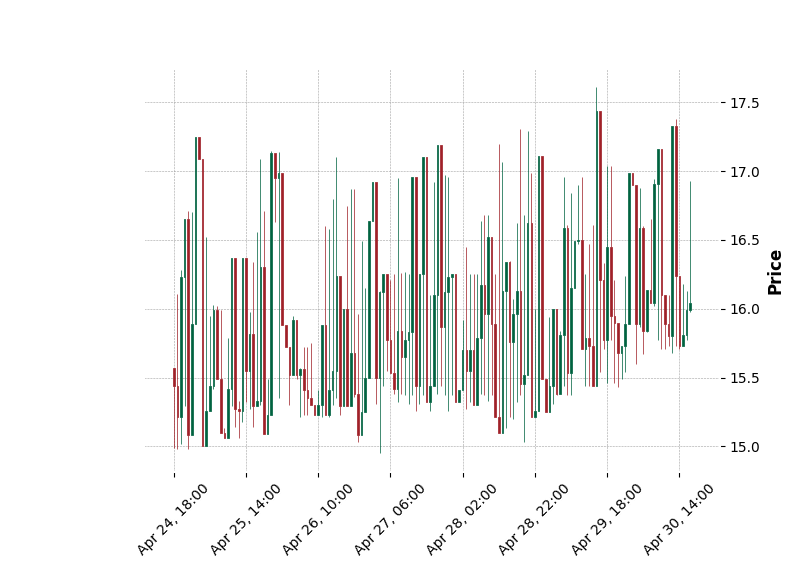 17.5
17.0
16.5
16.0
15.5
15.0
Price
Apr 24, 18:00
Apr 25, 14:00
Apr 26, 10:00
Apr 27, 06:00
Apr 28, 02:00
Apr 28, 22:00
Apr 29, 18:00
Apr 30, 14:00